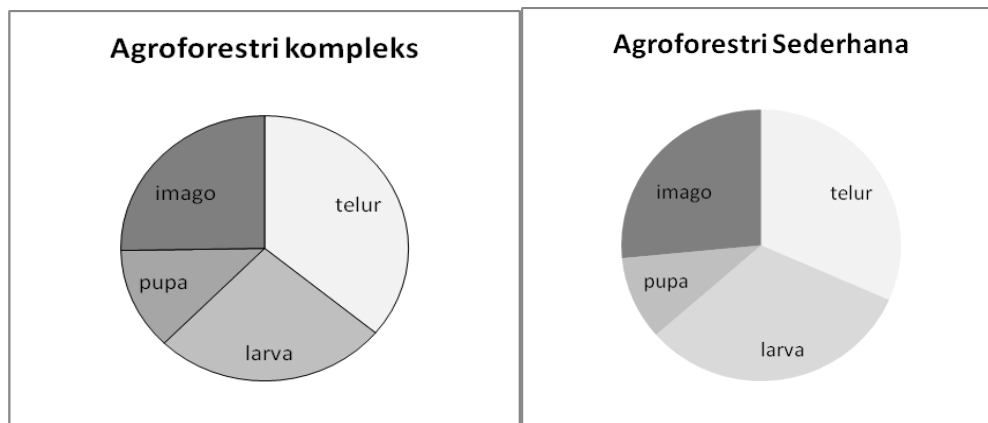 Agroforestri kompleks
imago
telur
pupa
larva
Agroforestri Sederhana
imago
telur
pupa
larva